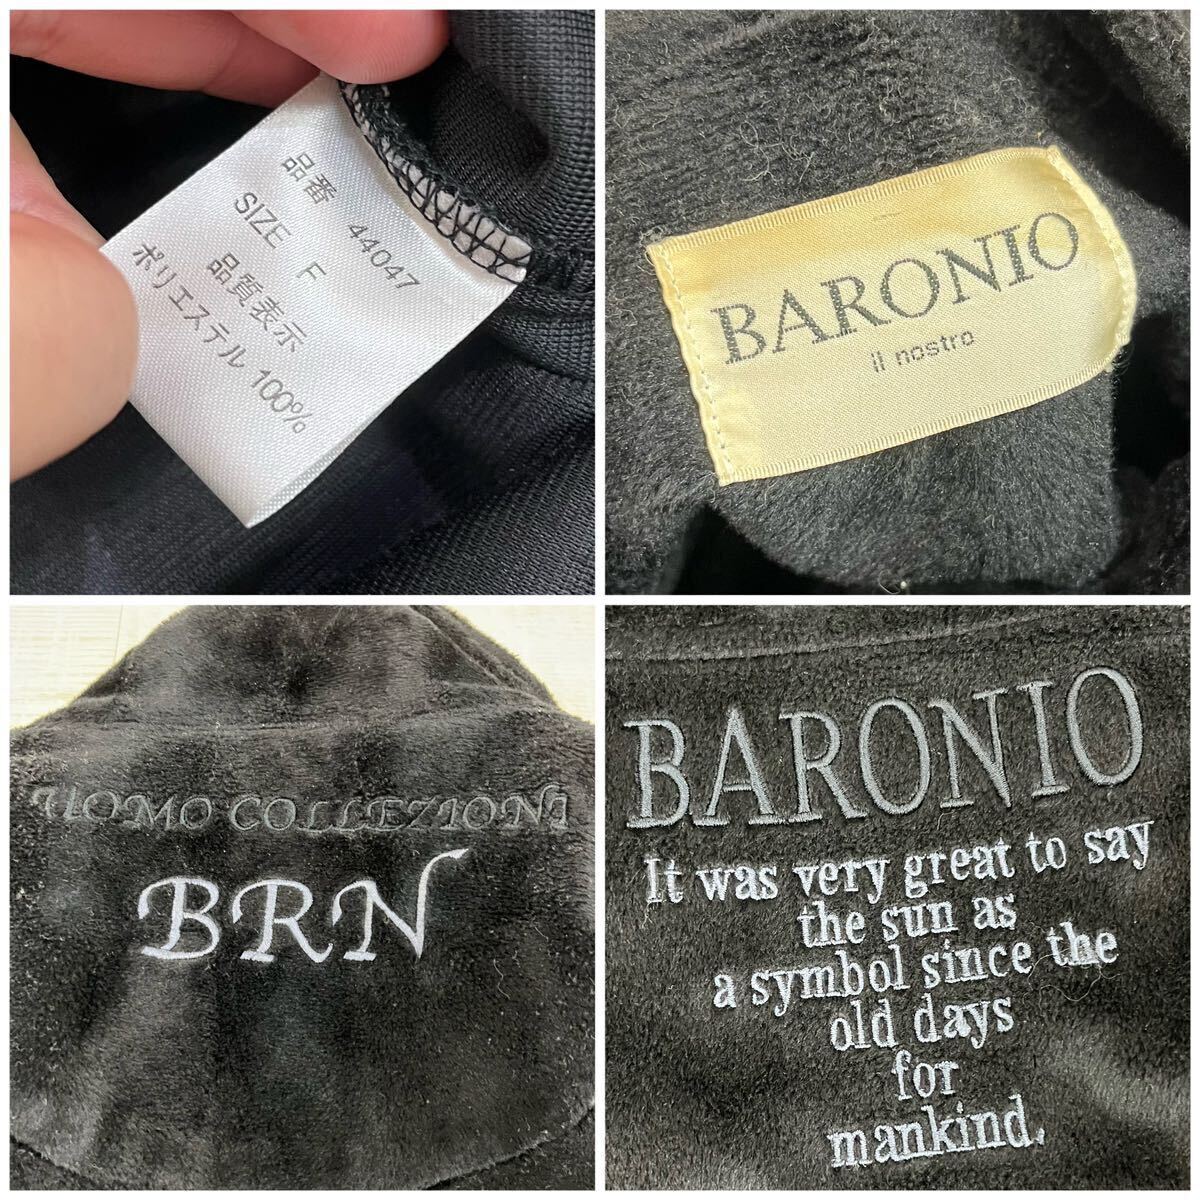 品番 44047
SIZE F
品質表示
ポリエステル 100%
BARONIO
il nostro
UOMO COLLEZIONI
BRN
BARONIO
It was very great to say
the sun as
a symbol since the
old days
for
mankind.